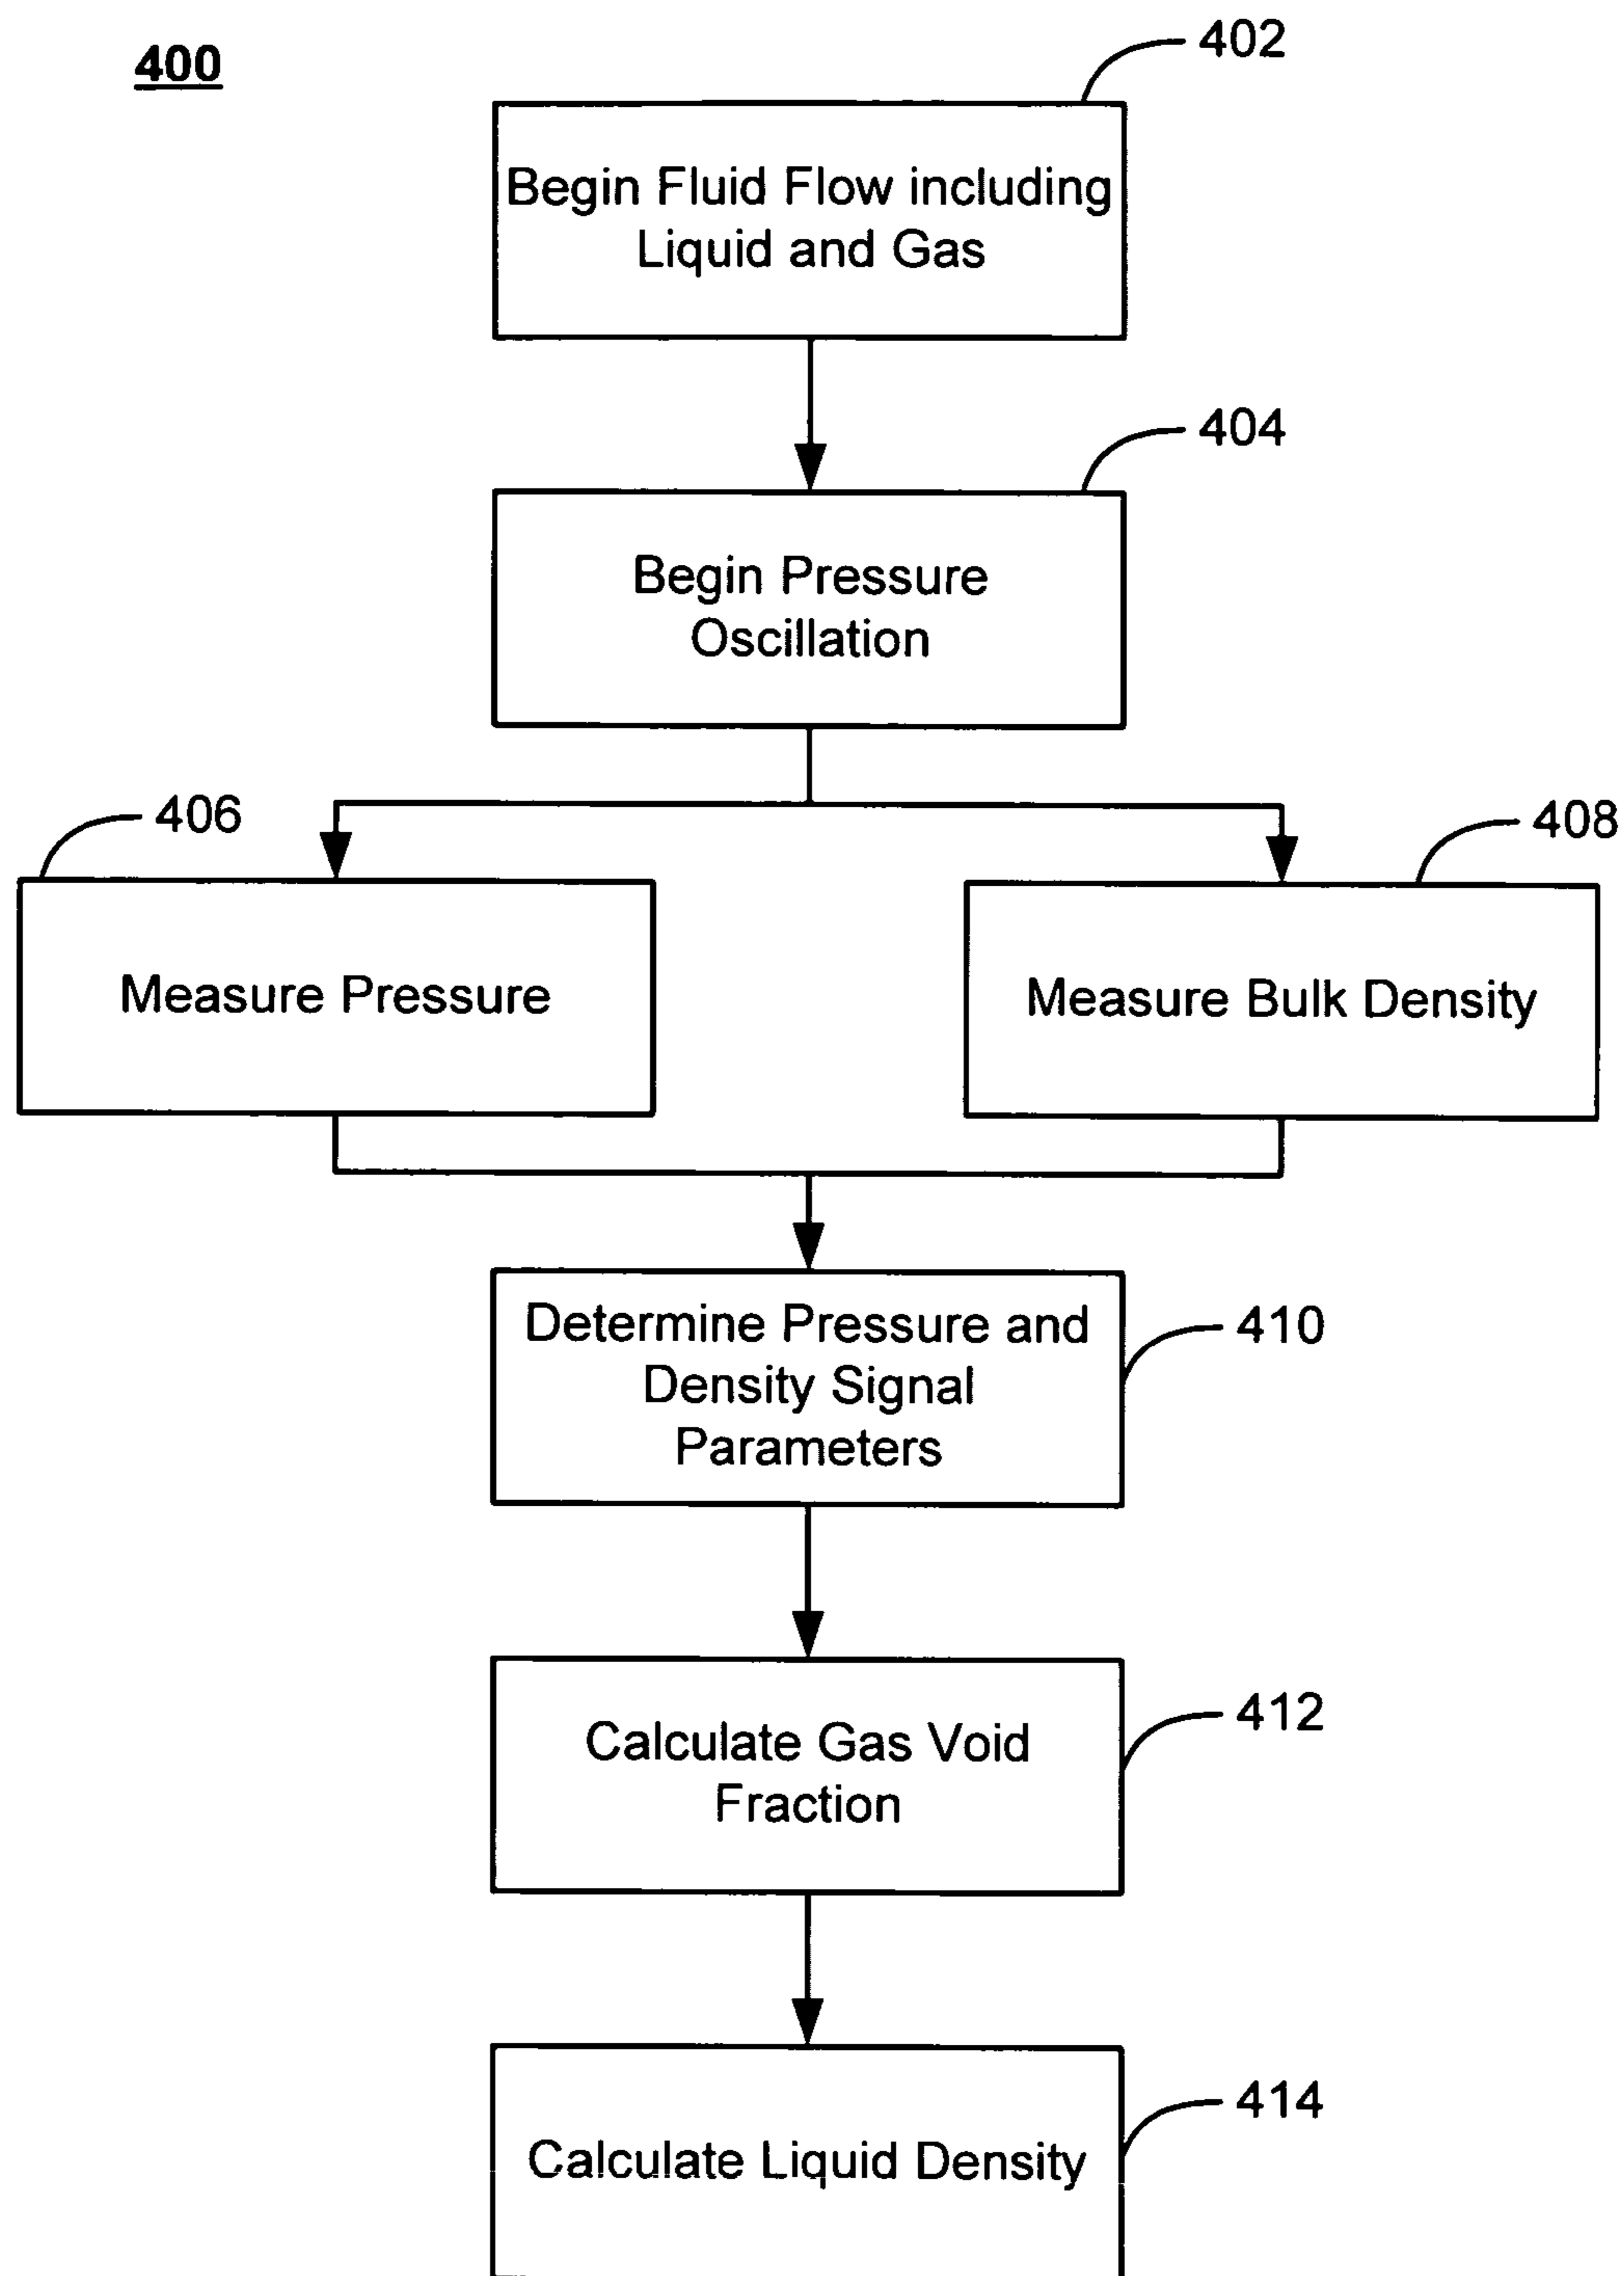 400
402
Begin Fluid Flow including
Liquid and Gas
404
Begin Pressure
Oscillation
406
408
Measure Pressure
Measure Bulk Density
Determine Pressure and
Density Signal
Parameters
410
Calculate Gas Void
Fraction
412
414
Calculate Liquid Density